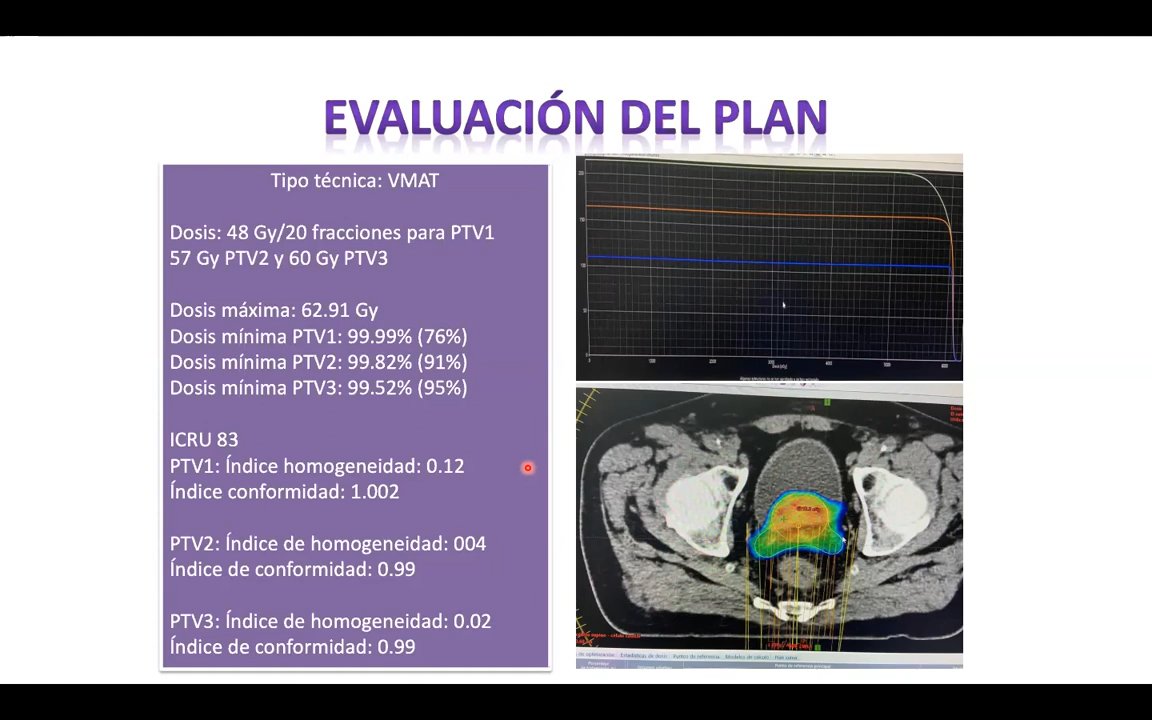 EVALUACIÓN DEL PLAN
Tipo técnica: VMAT
Dosis: 48 Gy/20 fracciones para PTV1
57 Gy PTV2 y 60 Gy PTV3
Dosis máxima: 62.91 Gy
Dosis mínima PTV1: 99.99% (76%)
Dosis mínima PTV2: 99.82% (91%)
Dosis mínima PTV3: 99.52% (95%)
ICRU 83
PTV1: Índice homogeneidad: 0.12
Índice conformidad: 1.002
PTV2: Índice de homogeneidad: 004
Índice de conformidad: 0.99
PTV3: Índice de homogeneidad: 0.02
Índice de conformidad: 0.99